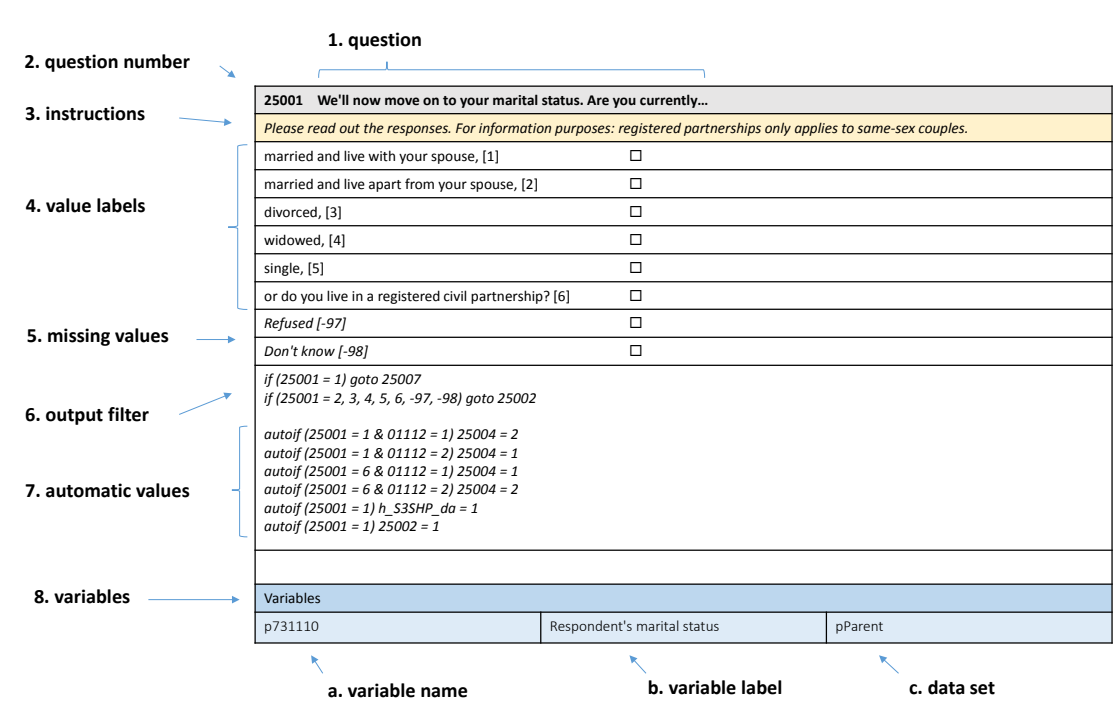 1. question
2. question number
25001 We'll now move on to your marital status. Are you currently…
3. instructions
Please read out the responses. For information purposes: registered partnerships only applies to same-sex couples.
married and live with your spouse, [1]
married and live apart from your spouse, [2]
4. value labels
divorced, [3]
widowed, [4]
single, [5]
or do you live in a registered civil partnership? [6]
5. missing values
Refused [-97]
Don't know [-98]
if (25001 = 1) goto 25007
if (25001 = 2, 3, 4, 5, 6, -97, -98) goto 25002
6. output filter
autoif (25001 = 1 & 01112 = 1) 25004 = 2
autoif (25001 = 1 & 01112 = 2) 25004 = 1
autoif (25001 = 6 & 01112 = 1) 25004 = 1
7. automatic values
autoif (25001 = 6 & 01112 = 2) 25004 = 2
autoif (25001 = 1) h_S3SHP_da = 1
autoif (25001 = 1) 25002 = 1
8. variables
Variables
p731110 Respondent's marital status pParent
a. variable name b. variable label c. data set